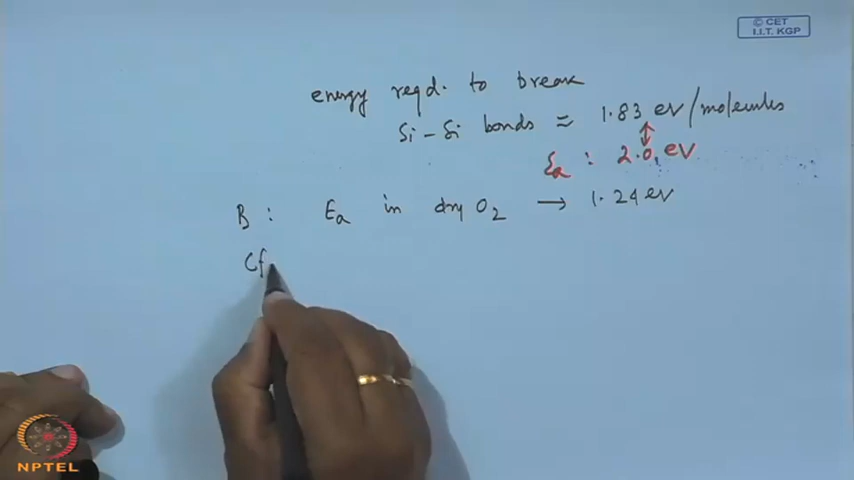 © CET
I.I.T. KGP
energy reqd. to break
Si - Si bonds ≈ 1.83 eV/molecules
Ea : 2.0 eV
B : Ea in dry O2 → 1.24 eV
Cf
NPTEL